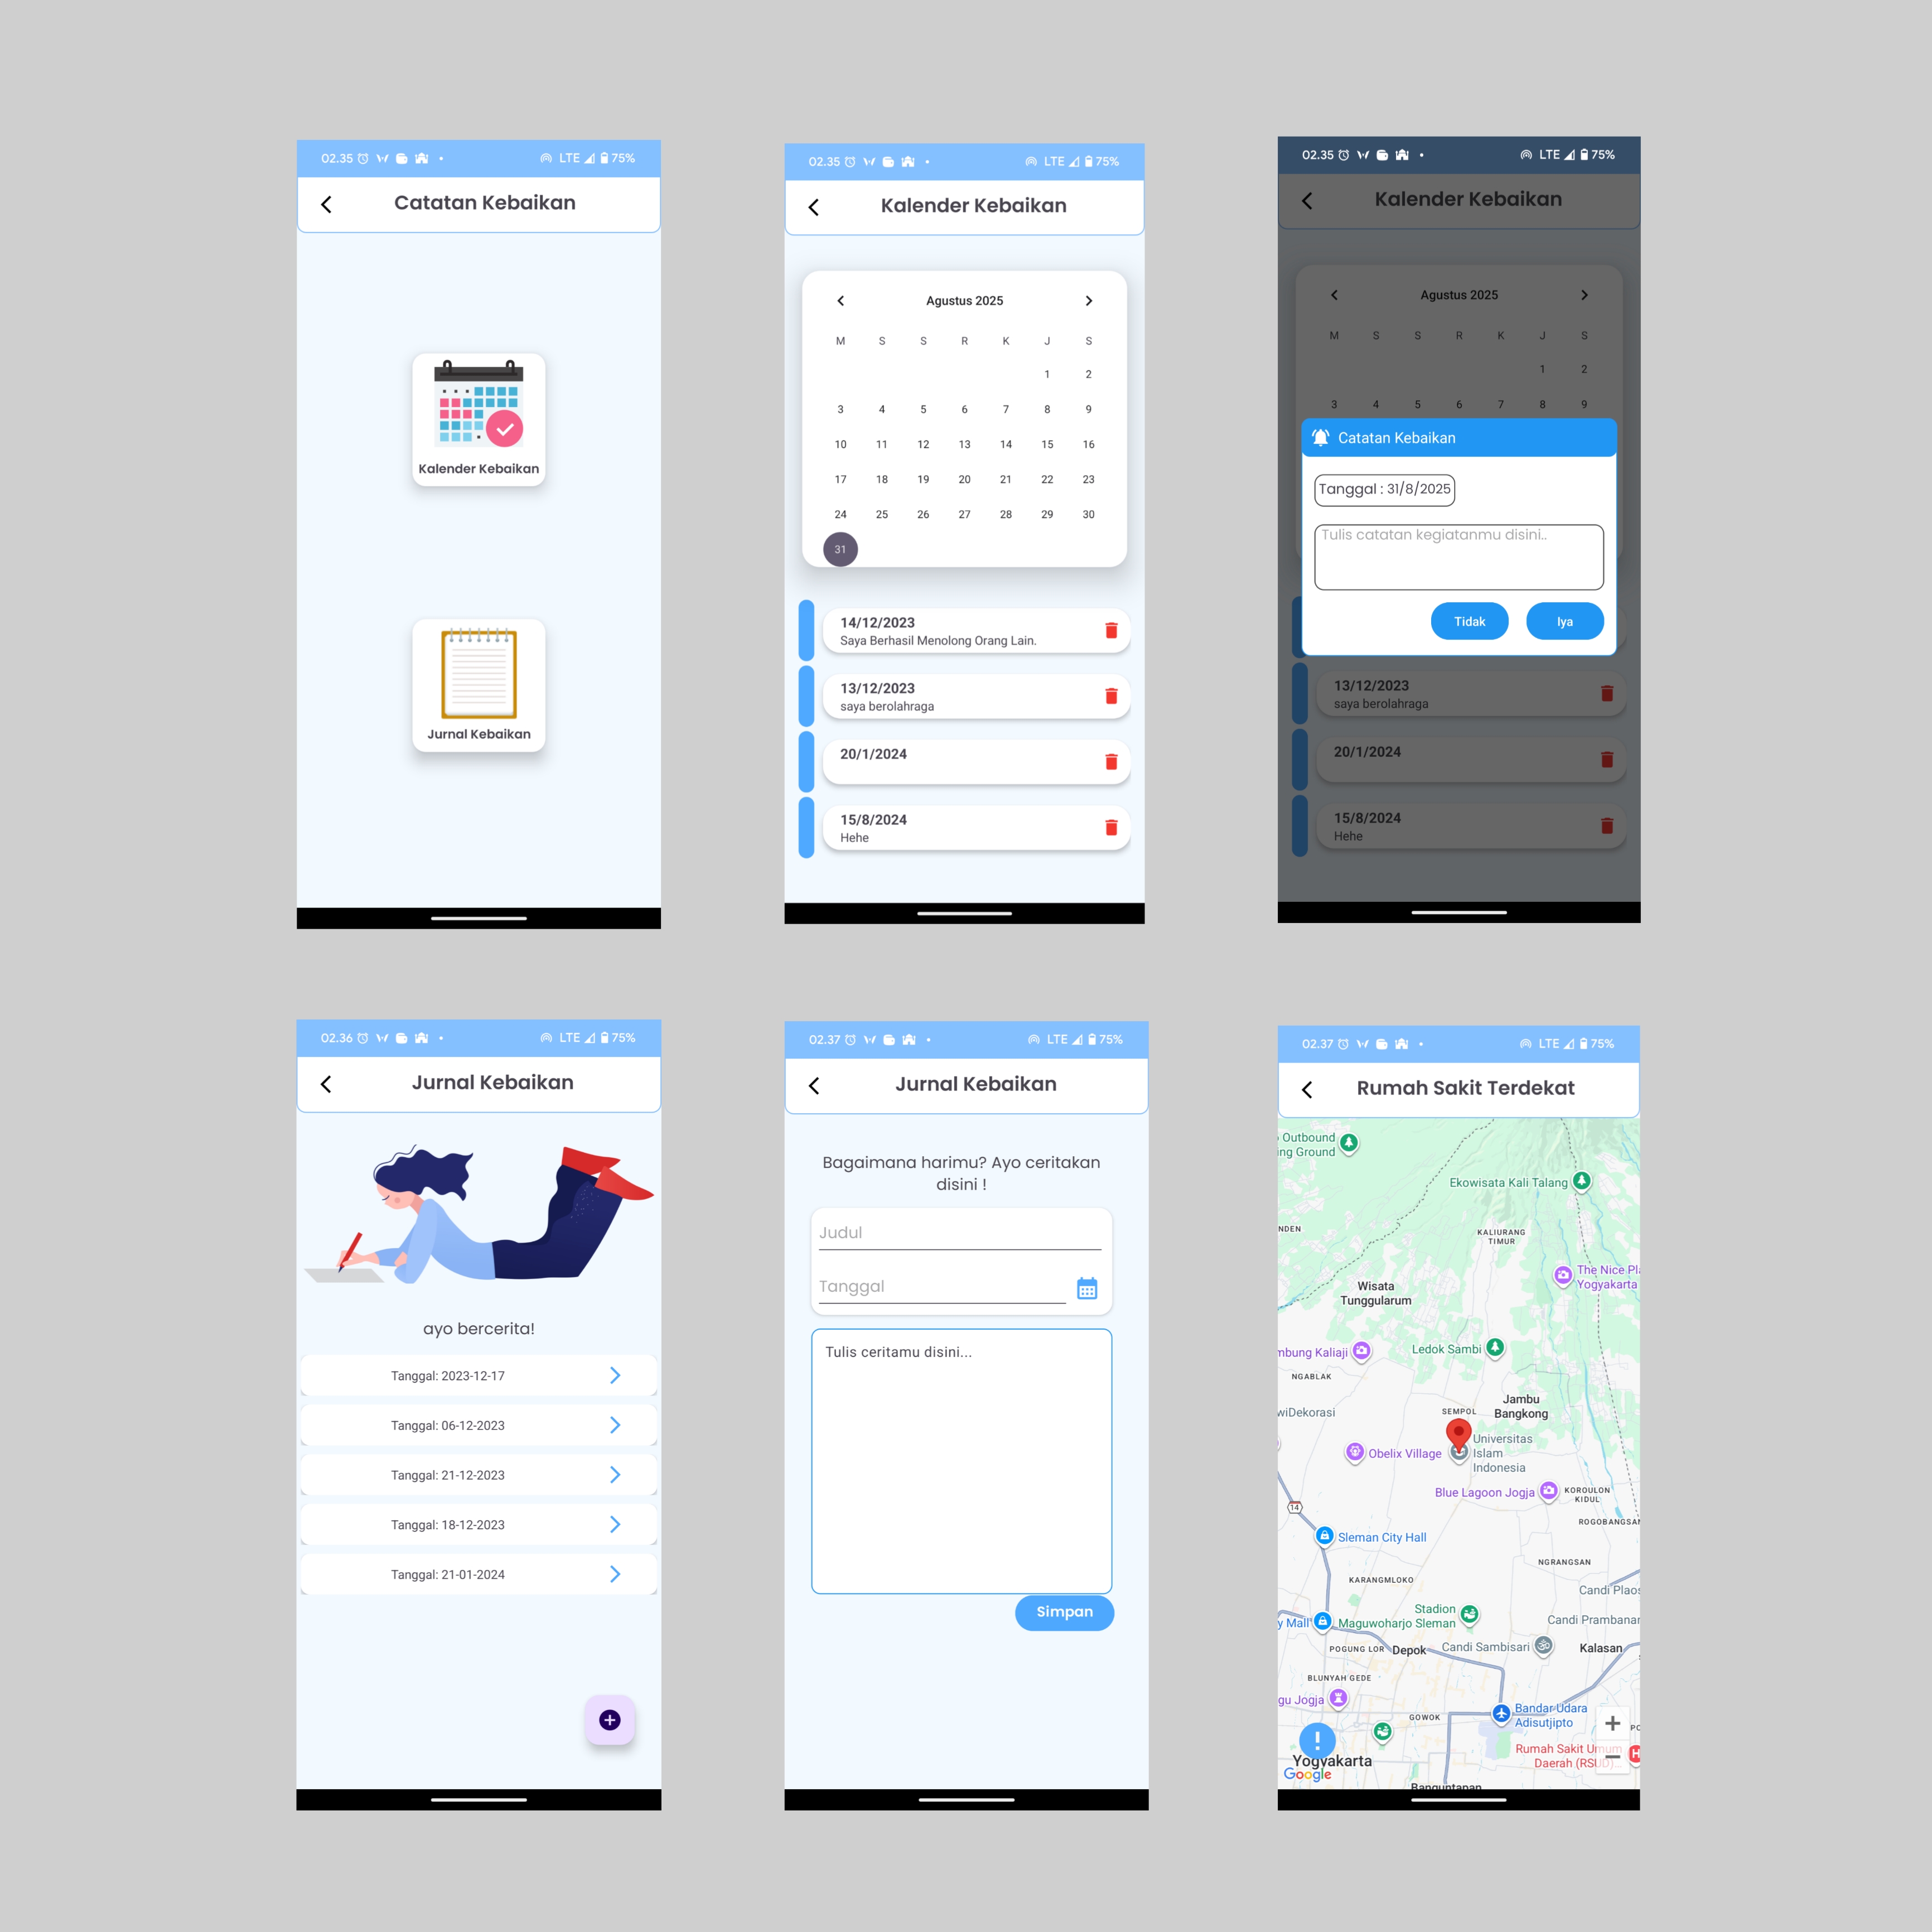 02.35 LTE 75%
Catatan Kebaikan
Kalender Kebaikan
Jurnal Kebaikan
02.35 LTE 75%
Kalender Kebaikan
Agustus 2025
M S S R K J S
1 2
3 4 5 6 7 8 9
10 11 12 13 14 15 16
17 18 19 20 21 22 23
24 25 26 27 28 29 30
31
14/12/2023
Saya Berhasil Menolong Orang Lain.
13/12/2023
saya berolahraga
20/1/2024
15/8/2024
Hehe
02.35 LTE 75%
Kalender Kebaikan
Agustus 2025
M S S R K J S
1 2
3 4 5 6 7 8 9
Catatan Kebaikan
Tanggal : 31/8/2025
Tulis catatan kegiatanmu disini..
Tidak Iya
13/12/2023
saya berolahraga
20/1/2024
15/8/2024
Hehe
02.36 LTE 75%
Jurnal Kebaikan
ayo bercerita!
Tanggal: 2023-12-17
Tanggal: 06-12-2023
Tanggal: 21-12-2023
Tanggal: 18-12-2023
Tanggal: 21-01-2024
02.37 LTE 75%
Jurnal Kebaikan
Bagaimana harimu? Ayo ceritakan
disini !
Judul
Tanggal
Tulis ceritamu disini...
Simpan
02.37 LTE 75%
Rumah Sakit Terdekat
Outbound
ing Ground
Ekowisata Kali Talang
NDEN
KALIURANG
TIMUR
The Nice Pl
Yogyakarta
Wisata
Tunggularum
mbung Kaliaji
Ledok Sambi
NGABLAK
Jambu
Bangkong
wiDekorasi
SEMPOL
Universitas
Islam
Indonesia
Obelix Village
Blue Lagoon Jogja
KOROULON
KIDUL
14
ROGOBANGSAN
Sleman City Hall
NGRANGSAN
KARANGMLOKO
Candi Plaos
Stadion
Maguwoharjo Sleman
y Mall
Candi Prambanan
POGUNG LOR
Depok
Candi Sambisari
Kalasan
BLUNYAH GEDE
gu Jogja
GOWOK
Bandar Udara
Adisutjipto
+
PO
!
Rumah Sakit Umum
Daerah (RSUD)...
H
−
Yogyakarta
Google
Banguntapan